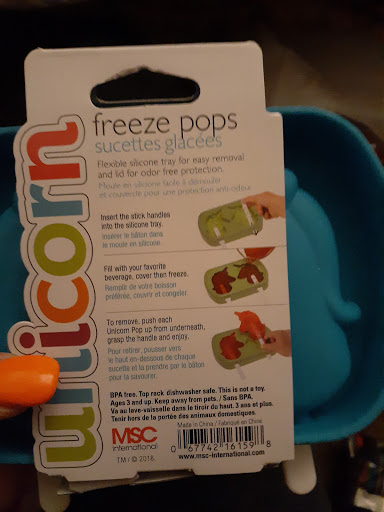 unicorn
freeze pops
sucettes glacées
Flexible silicone tray for easy removal
and lid for odor free protection.
Moule en silicone facile à démouler
et couvercle pour une protection anti-odeur.
Insert the stick handles
into the silicone tray.
Insérer le bâton dans
le moule en silicone.
Fill with your favorite
beverage, cover then freeze.
Remplir de votre boisson
préférée, couvrir et congeler.
To remove, push each
Unicorn Pop up from underneath,
grasp the handle and enjoy.
Pour retirer, pousser vers
le haut en-dessous de chaque
sucette et la prendre par le bâton
pour la savourer.
BPA free. Top rack dishwasher safe. This is not a toy.
Ages 3 and up. Keep away from pets. / Sans BPA.
Va au lave-vaisselle dans le tiroir du haut. 3 ans et plus.
Tenir hors de la portée des animaux domestiques.
MSC
international
TM / © 2018.
Made in China / Fabriqué en Chine
0 67742 16159 8
www.msc-international.com